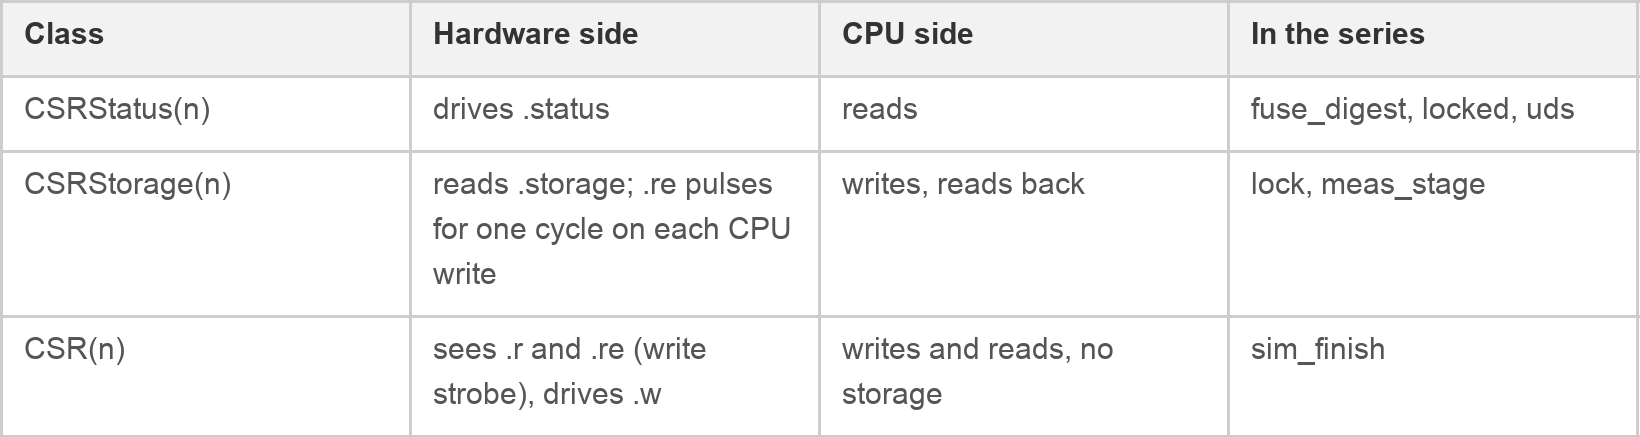 Class Hardware side CPU side In the series
CSRStatus(n) drives .status reads fuse_digest, locked, uds
CSRStorage(n) reads .storage; .re pulses writes, reads back lock, meas_stage
for one cycle on each CPU
write
CSR(n) sees .r and .re (write writes and reads, no sim_finish
strobe), drives .w storage